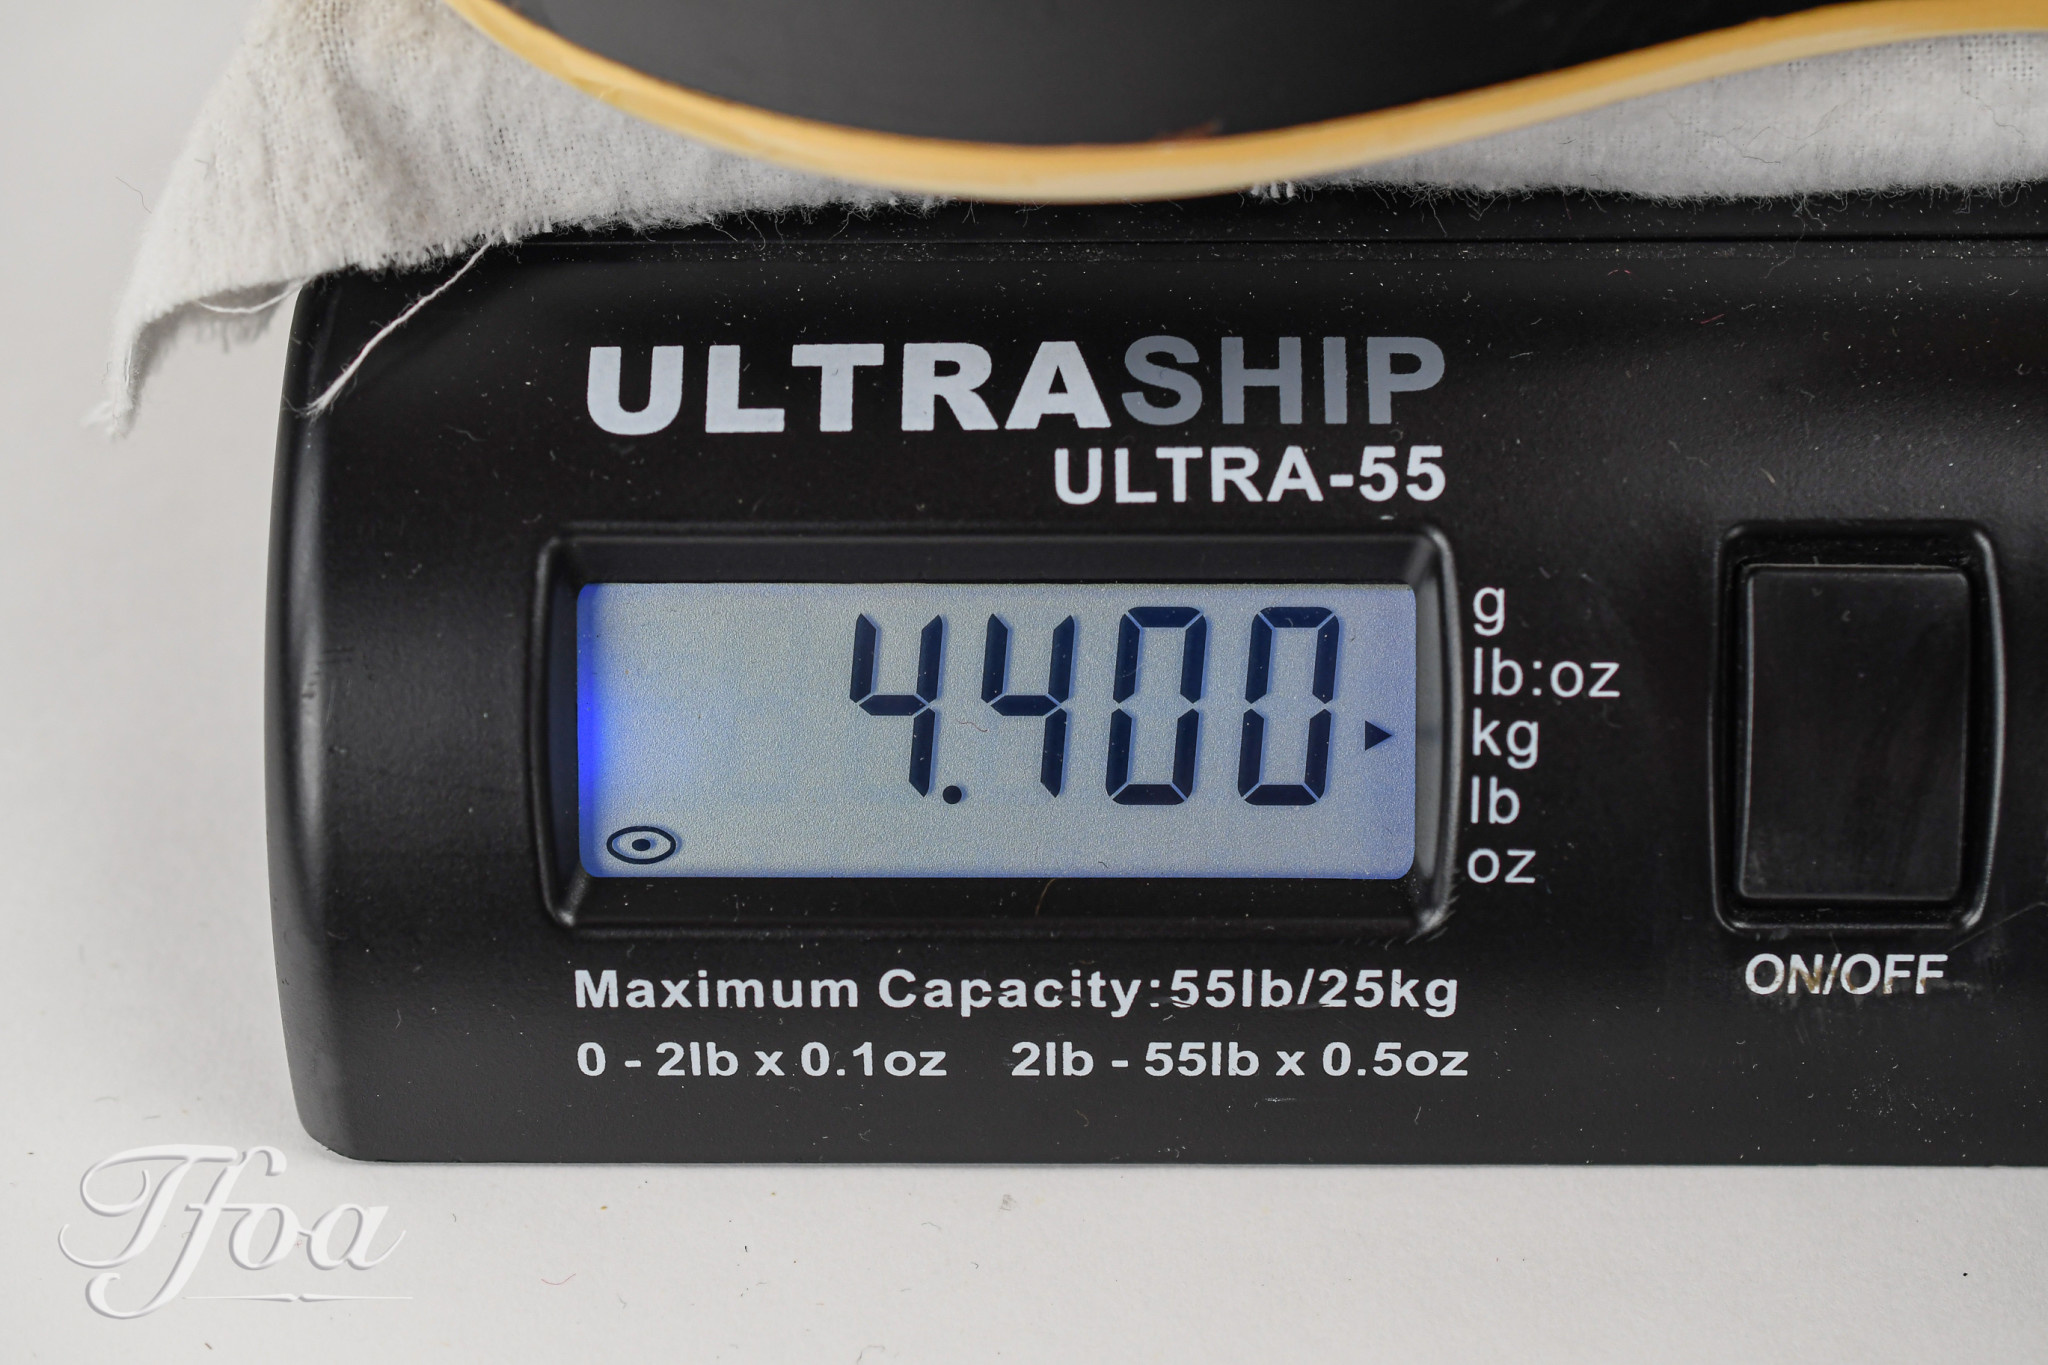 ULTRASHIP
ULTRA-55
4.400
g
lb:oz
kg
lb
oz
ON/OFF
Maximum Capacity:55lb/25kg
0 - 2lb x 0.1oz 2lb - 55lb x 0.5oz
Tfoa